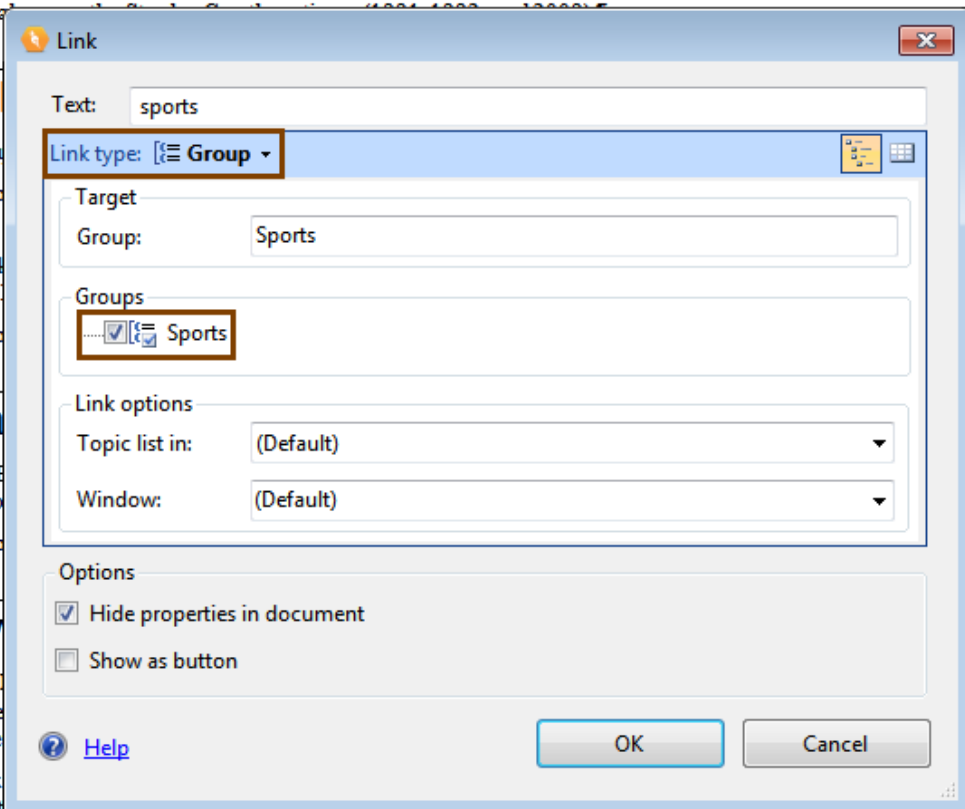 Link
Text: sports
Link type: Group
Target
Group: Sports
Groups
Sports
Link options
Topic list in: (Default)
Window: (Default)
Options
Hide properties in document
Show as button
Help OK Cancel